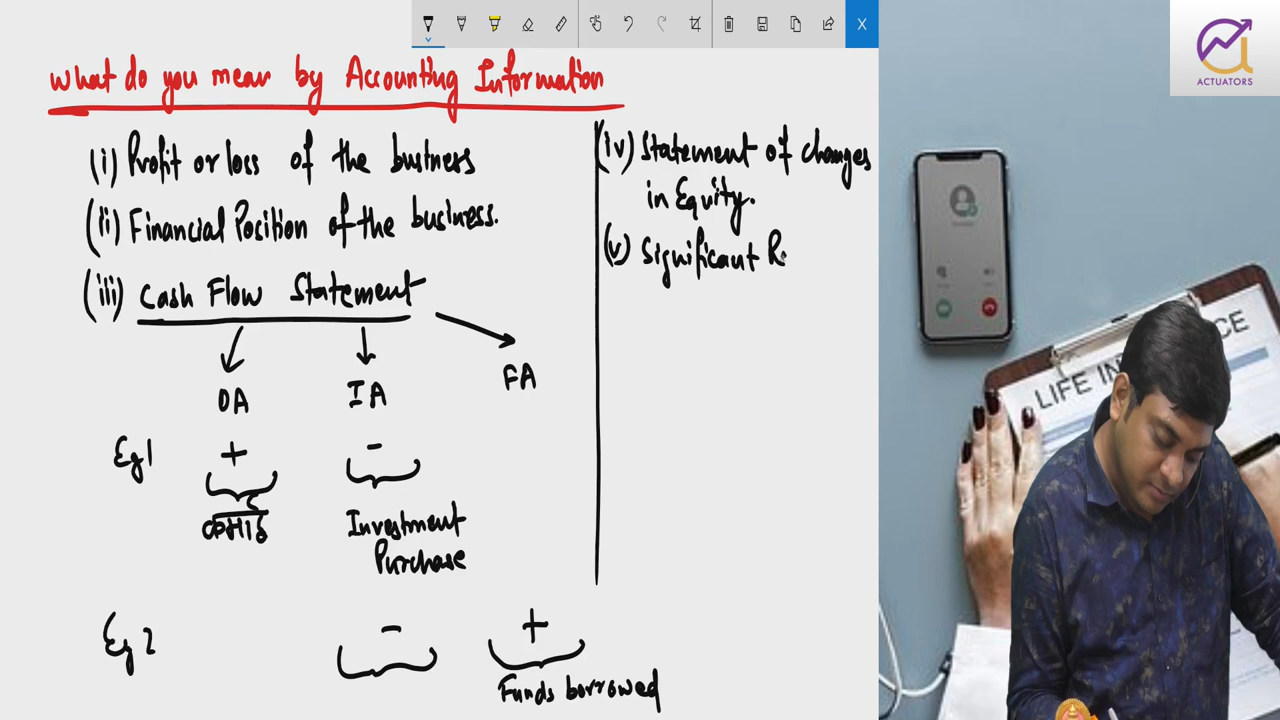 X
ACTUATORS
What do you mean by Accounting Information
(i) Profit or loss of the business
(ii) Financial Position of the business.
(iii) Cash Flow Statement
OA IA FA
Eg1 + -
Investment
Purchase
Eg 2 - +
Funds borrowed
(iv) Statement of changes
in Equity.
(v) Significant R
LIFE IN CE